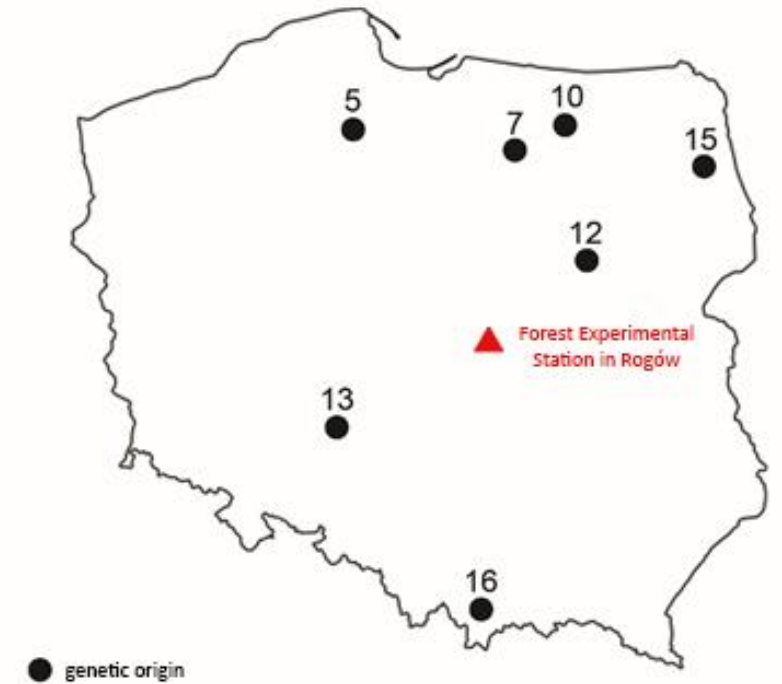 5
10
7
15
12
Forest Experimental
Station in Rogów
13
16
genetic origin